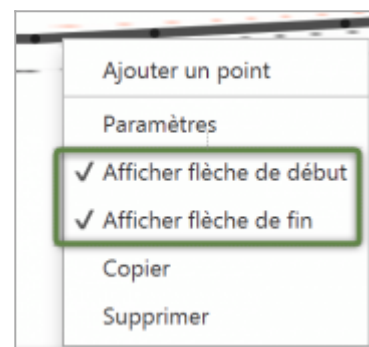 Ajouter un point
Paramètres
✓ Afficher flèche de début
✓ Afficher flèche de fin
Copier
Supprimer